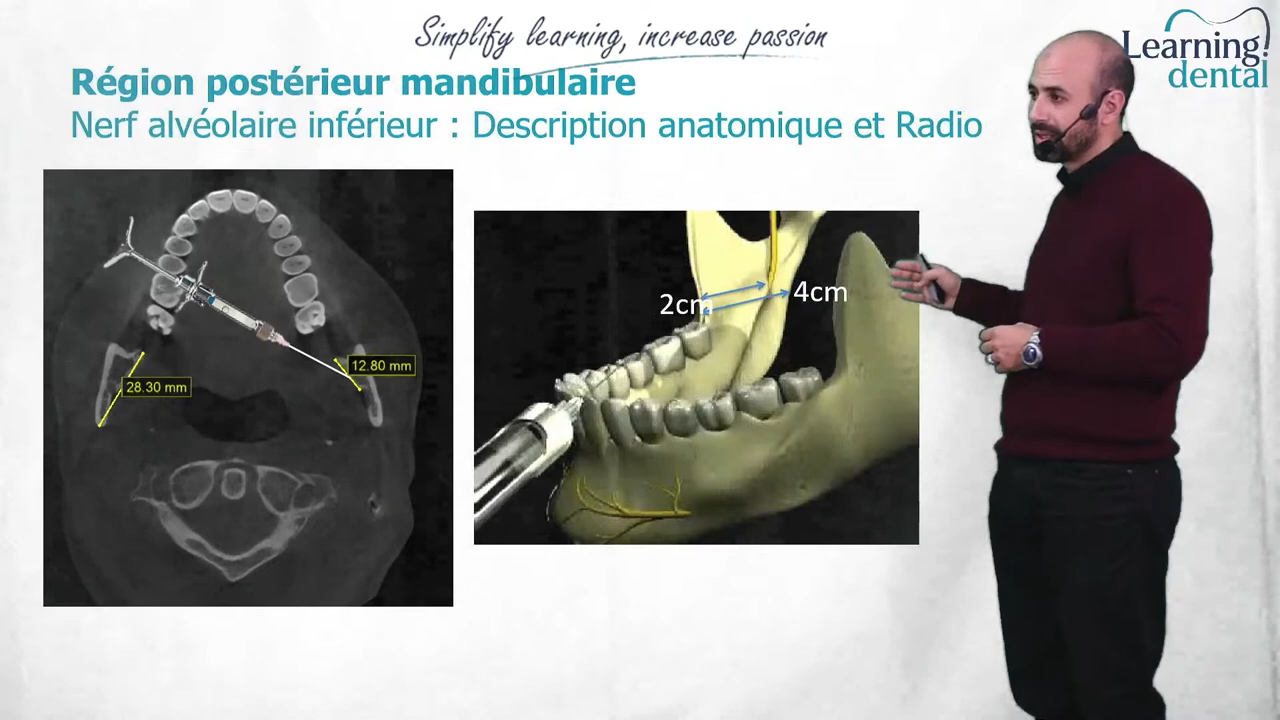 Simplify learning, increase passion
Learning!
dental
Région postérieur mandibulaire
Nerf alvéolaire inférieur : Description anatomique et Radio
12.80 mm
28.30 mm
2cm
4cm